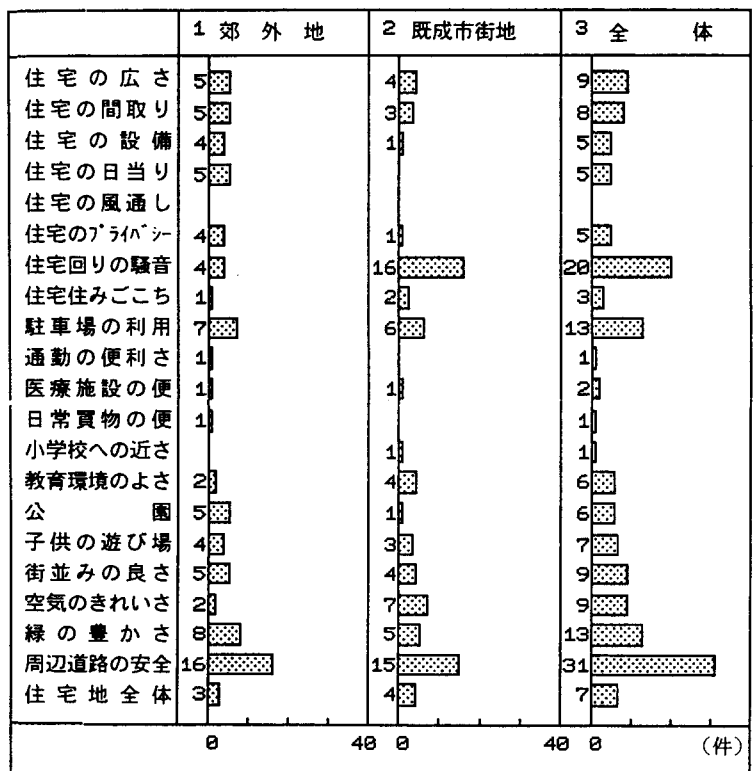 1 郊外地 2 既成市街地 3 全体
住宅の広さ 5 4 9
住宅の間取り 5 3 8
住宅の設備 4 1 5
住宅の日当り 5 5
住宅の風通し
住宅のプライバシー 4 1 5
住宅回りの騒音 4 16 20
住宅住みごこち 1 2 3
駐車場の利用 7 6 13
通勤の便利さ 1 1
医療施設の便 1 1 2
日常買物の便 1 1
小学校への近さ 1 1
教育環境のよさ 2 4 6
公園 5 1 6
子供の遊び場 4 3 7
街並みの良さ 5 4 9
空気のきれいさ 2 7 9
緑の豊かさ 8 5 13
周辺道路の安全 16 15 31
住宅地全体 3 4 7
0 40 0 40 0 (件)